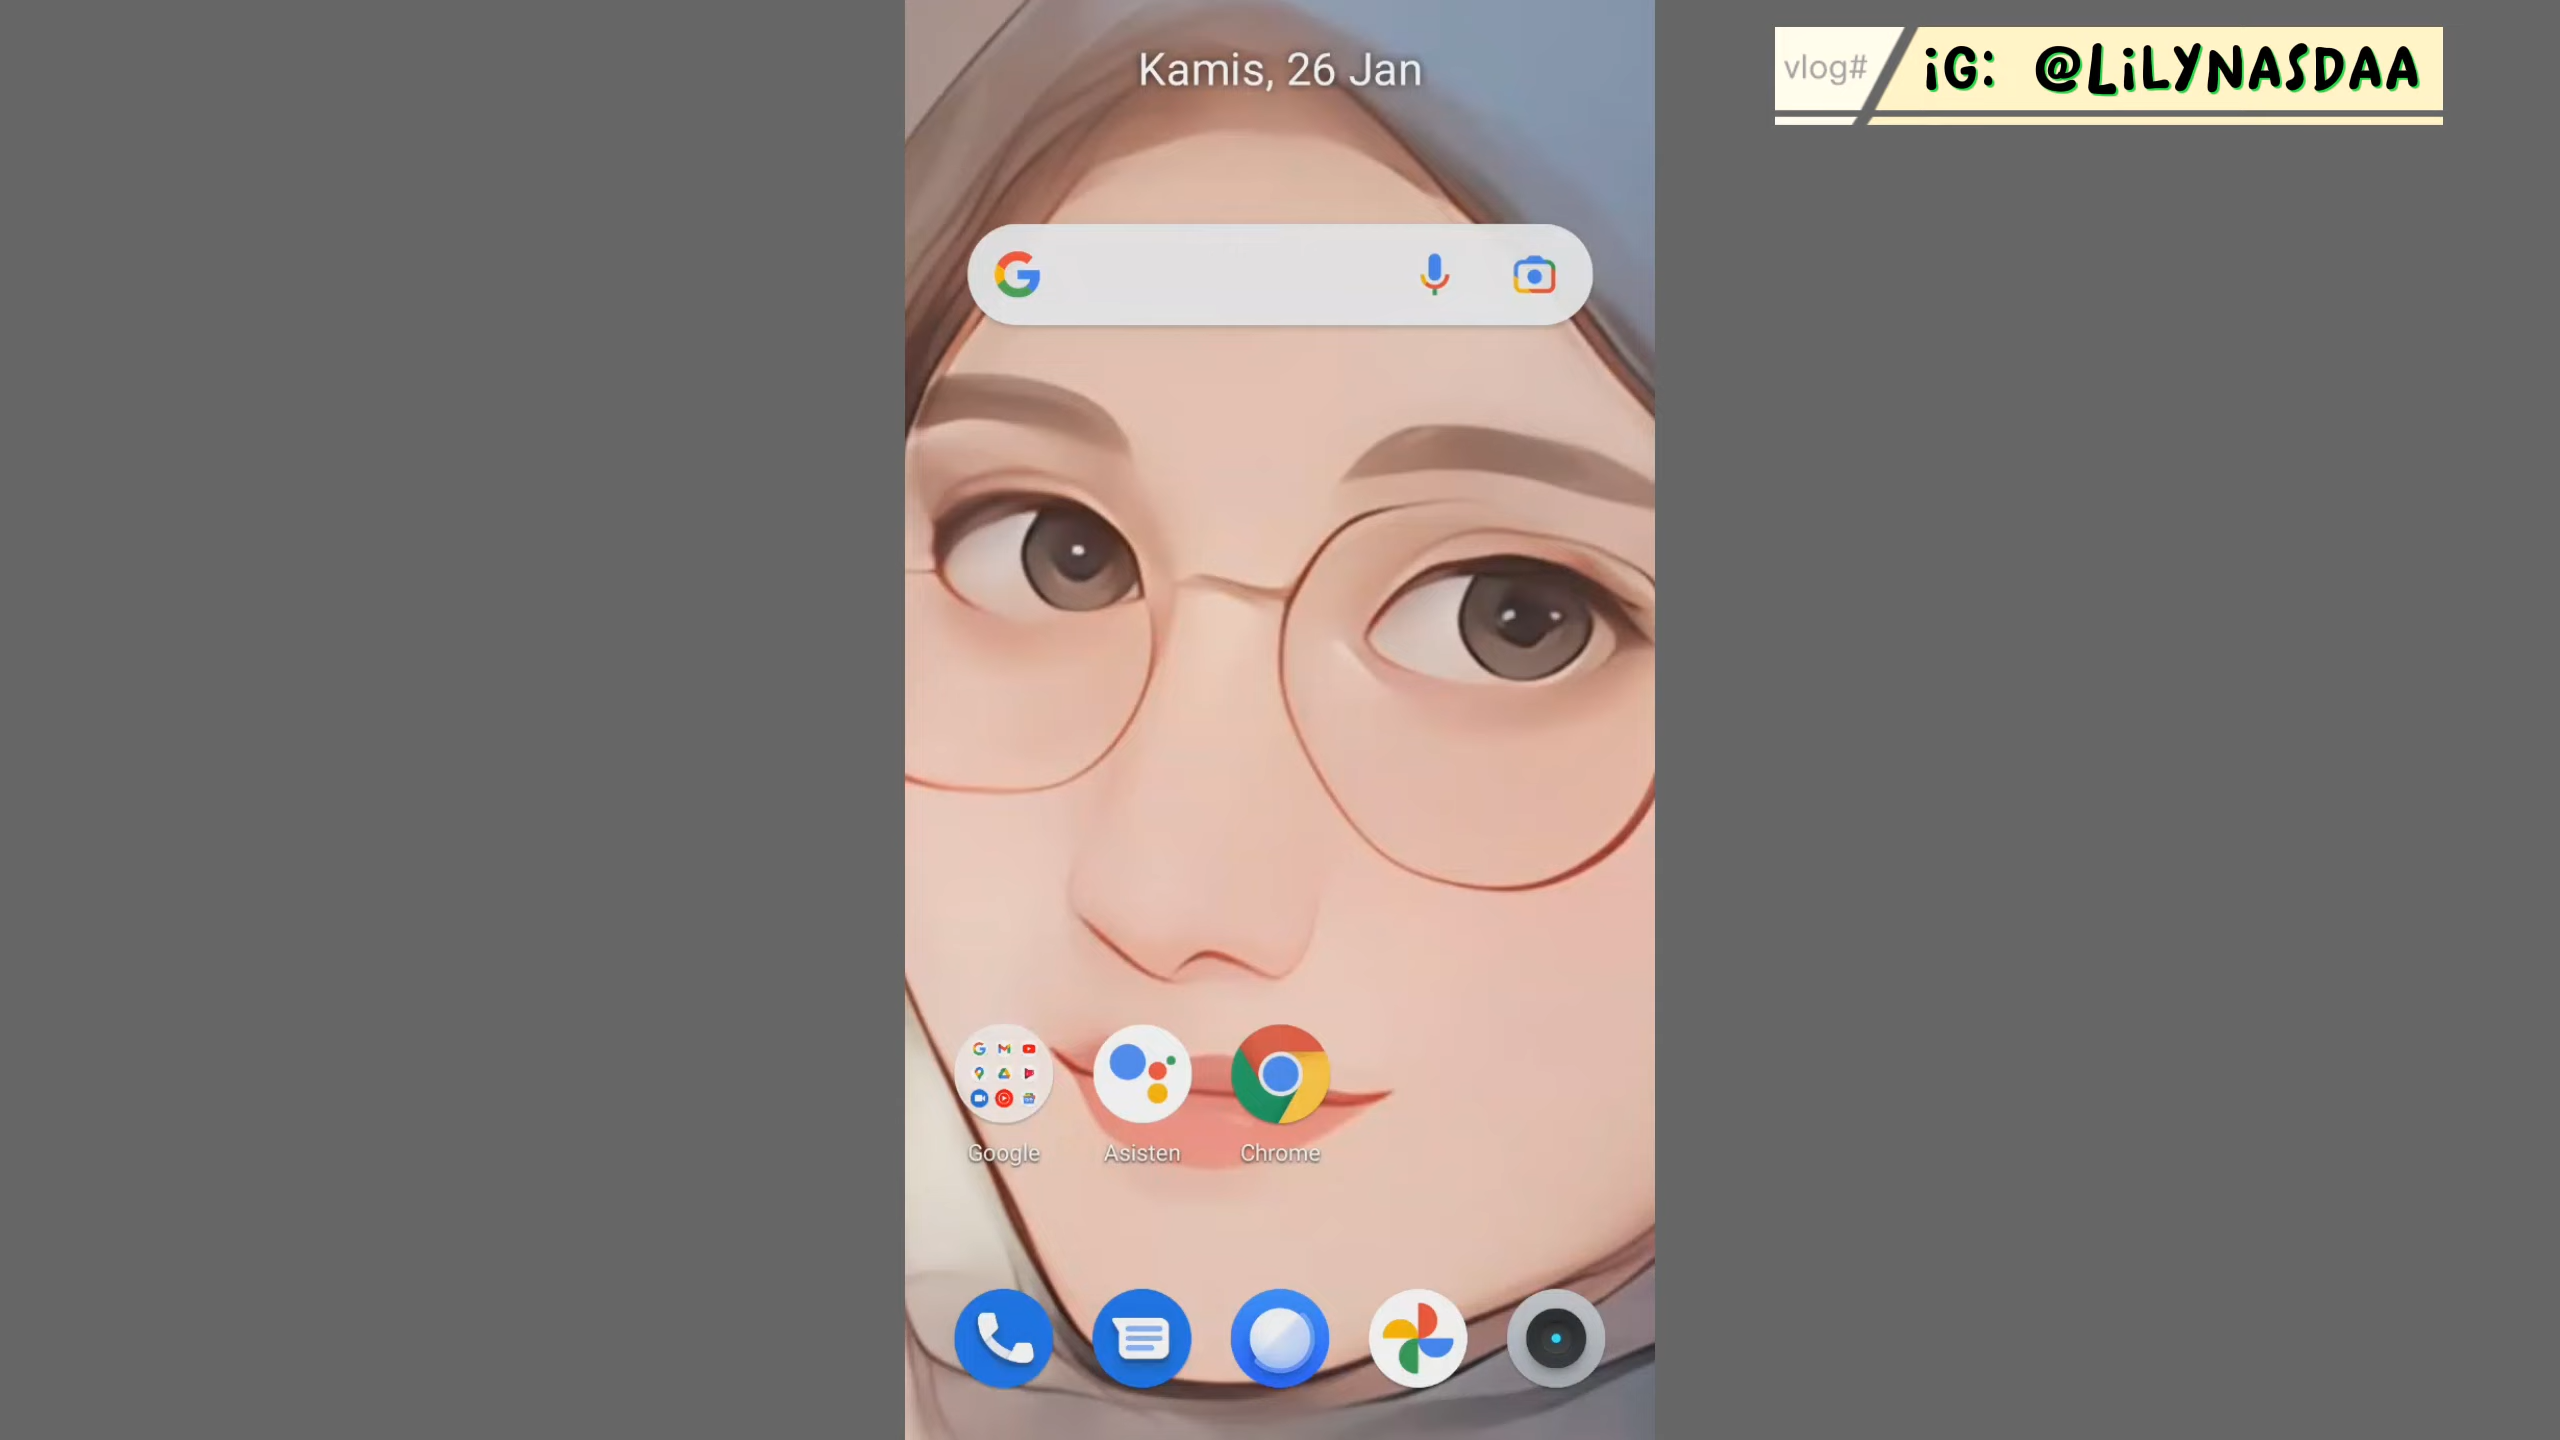 Kamis, 26 Jan
vlog#
iG: @LiLYNASDAA
Google
Asisten
Chrome